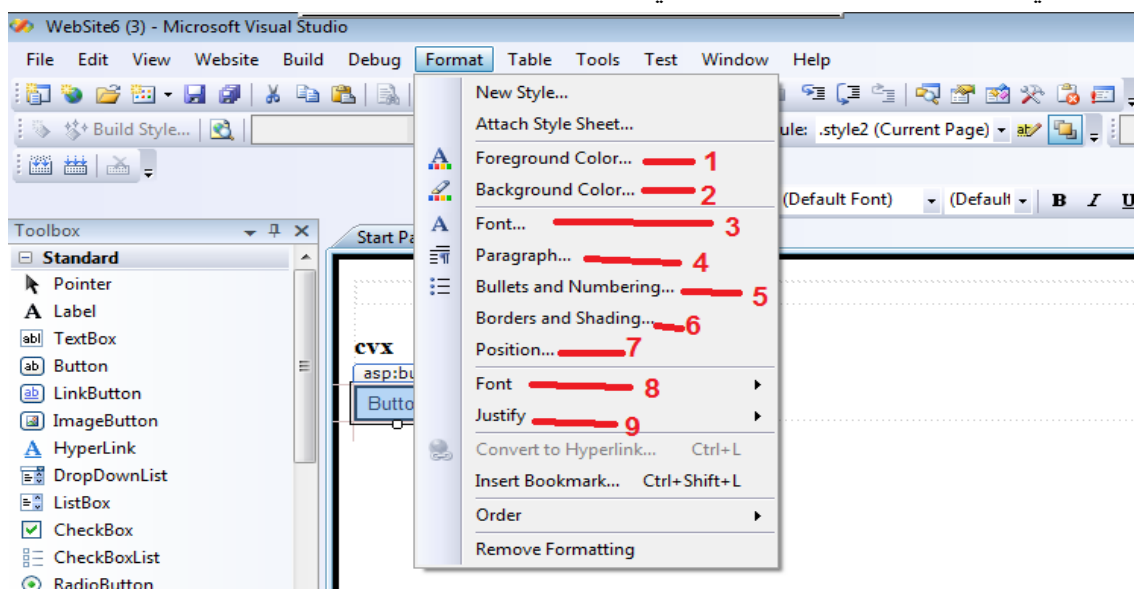 WebSite6 (3) - Microsoft Visual Studio
File Edit View Website Build Debug Format Table Tools Test Window Help
Build Style...
ule: .style2 (Current Page)
(Default Font) (Default B I U
Toolbox
Start Pa
Standard
Pointer
A Label
abl TextBox
ab Button
ab LinkButton
ImageButton
A HyperLink
DropDownList
ListBox
CheckBox
CheckBoxList
RadioButton
cvx
asp:bu
Butto
New Style...
Attach Style Sheet...
A Foreground Color... 1
Background Color... 2
A Font... 3
Paragraph... 4
Bullets and Numbering... 5
Borders and Shading... 6
Position... 7
Font 8
Justify 9
Convert to Hyperlink... Ctrl+L
Insert Bookmark... Ctrl+Shift+L
Order
Remove Formatting